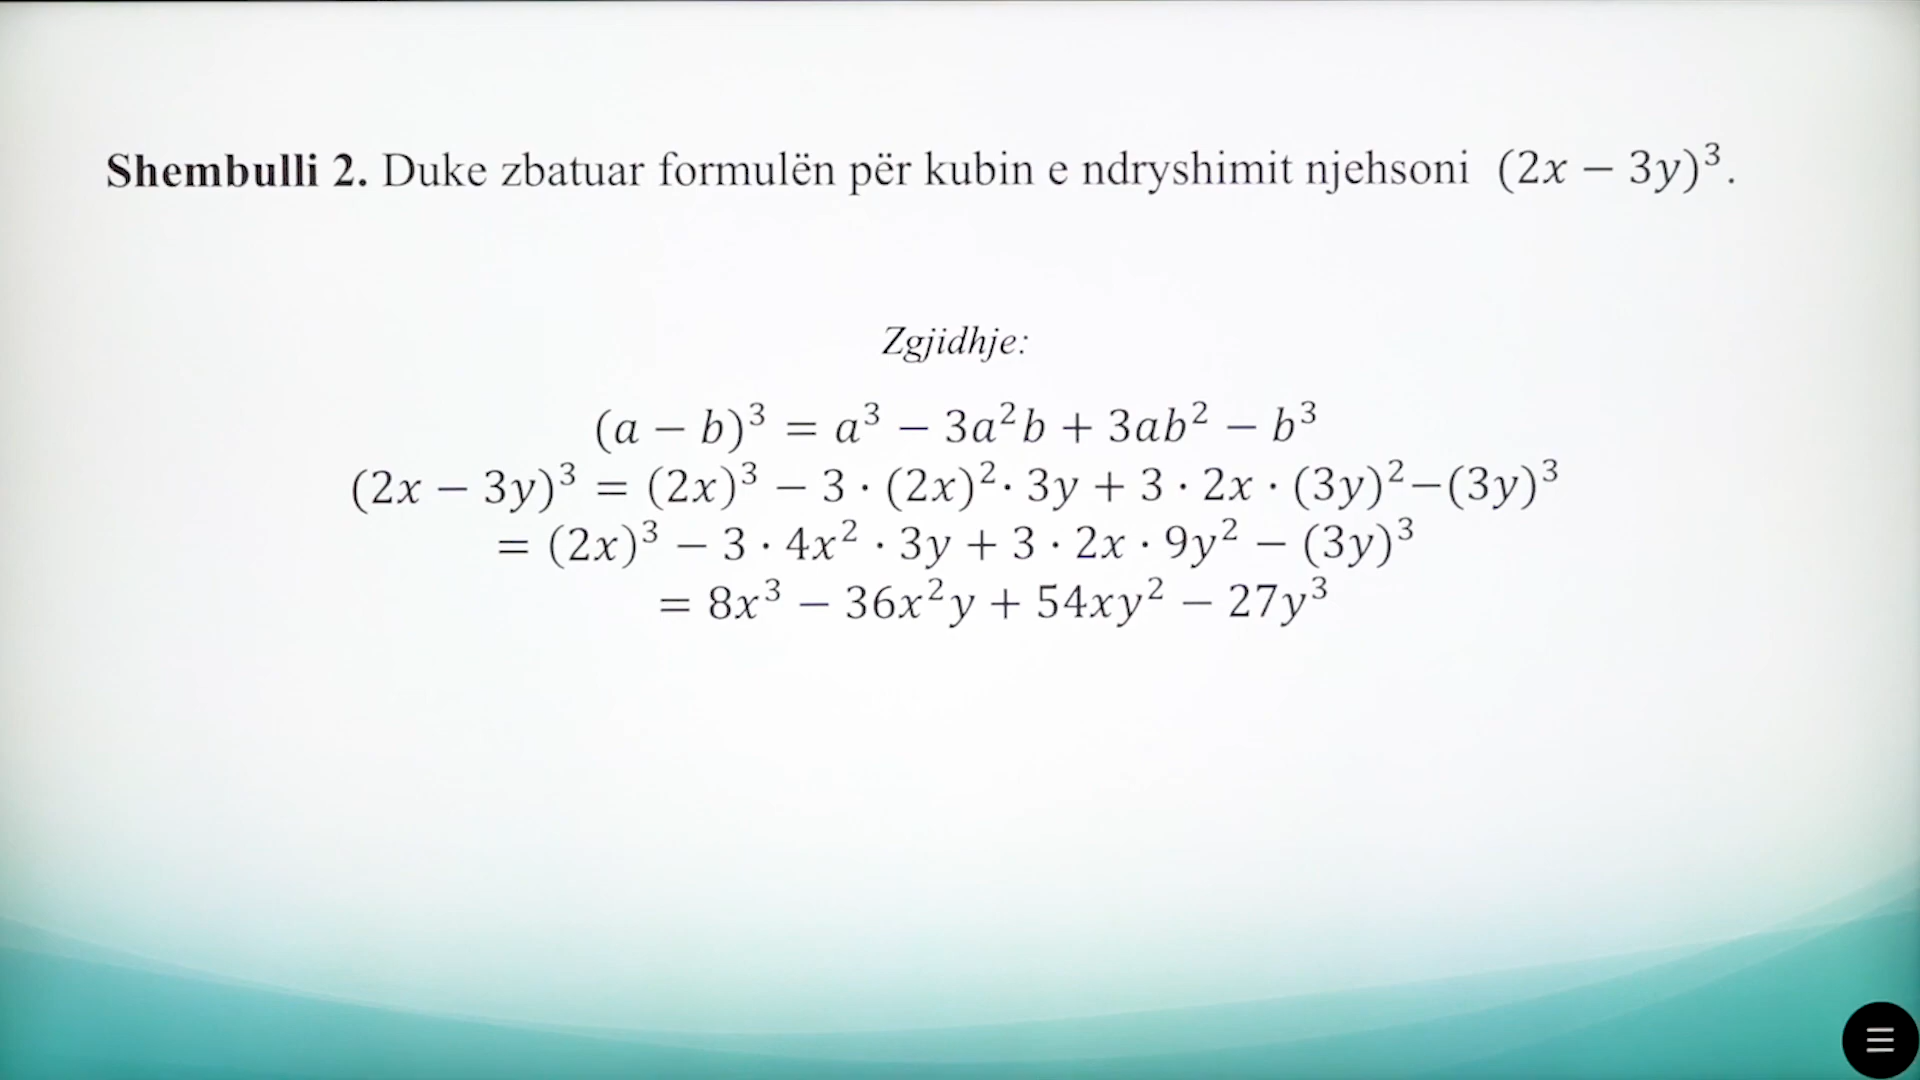 Shembulli 2. Duke zbatuar formulën për kubin e ndryshimit njehsoni (2x − 3y)³.
Zgjidhje:
(a − b)³ = a³ − 3a²b + 3ab² − b³
(2x − 3y)³ = (2x)³ − 3 · (2x)²· 3y + 3 · 2x · (3y)²−(3y)³
= (2x)³ − 3 · 4x² · 3y + 3 · 2x · 9y² − (3y)³
= 8x³ − 36x²y + 54xy² − 27y³